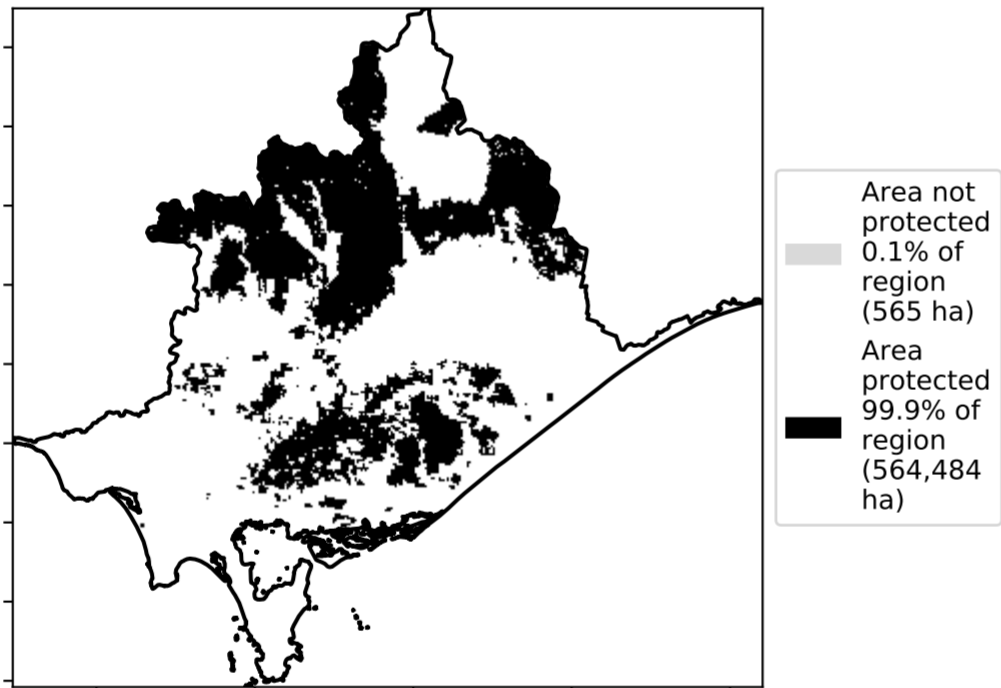 Area not
protected
0.1% of
region
(565 ha)
Area
protected
99.9% of
region
(564,484
ha)